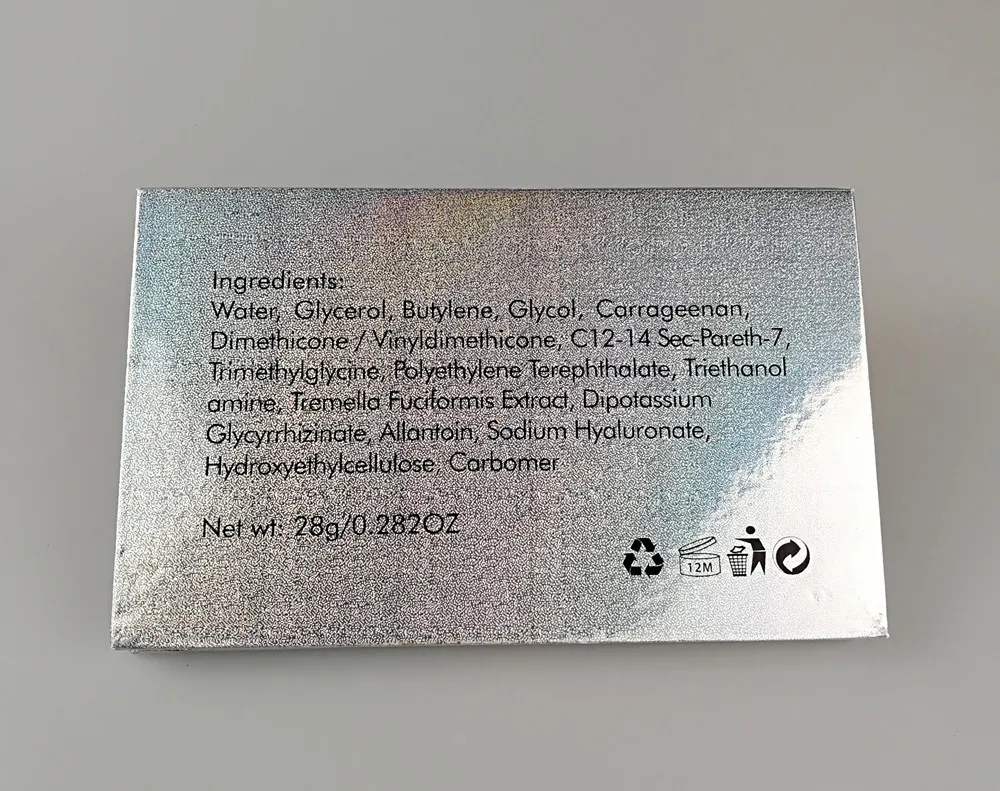 Ingredients:
Water, Glycerol, Butylene, Glycol, Carrageenan,
Dimethicone / Vinyldimethicone, C12-14 Sec-Pareth-7,
Trimethylglycine, Polyethylene Terephthalate, Triethanol
amine, Tremella Fuciformis Extract, Dipotassium
Glycyrrhizinate, Allantoin, Sodium Hyaluronate,
Hydroxyethylcellulose, Carbomer
Net wt: 28g/0.282OZ
12M